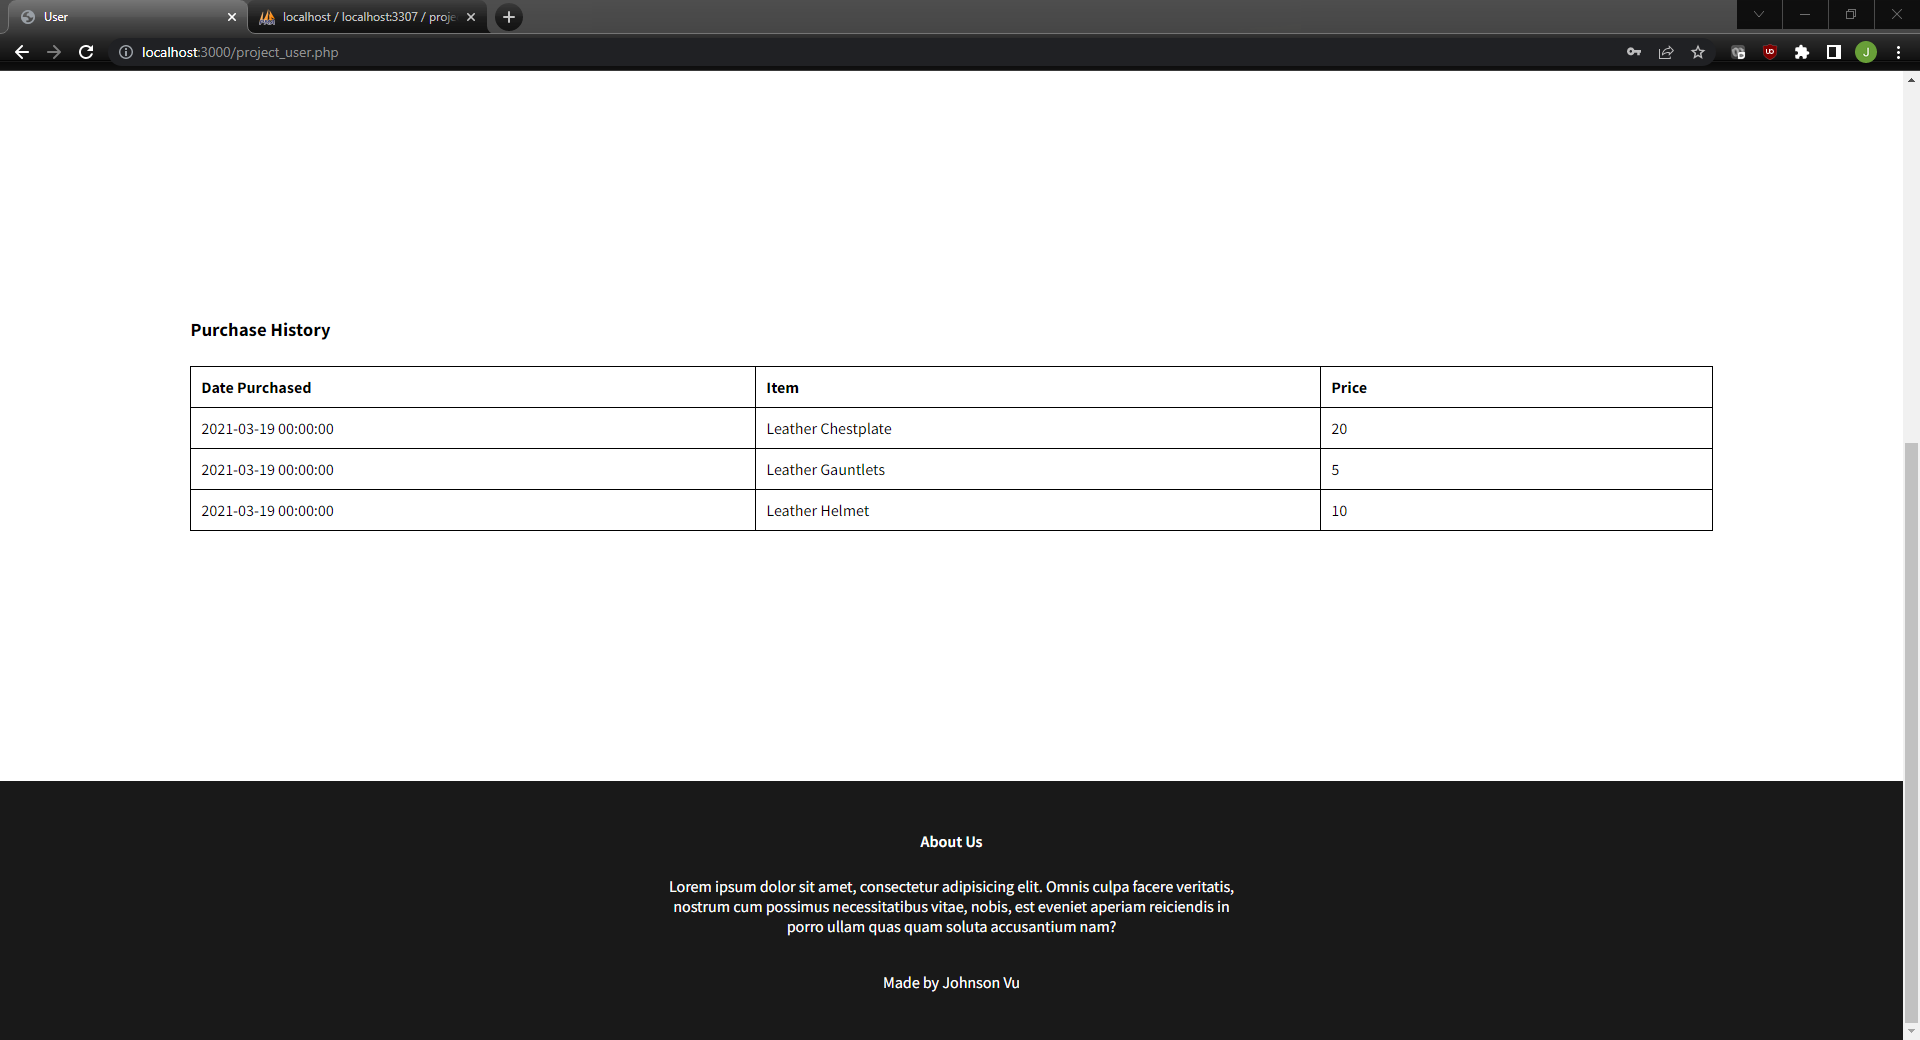 User
localhost / localhost:3307 / proje
localhost:3000/project_user.php
UD
J
Purchase History
Date Purchased Item Price
2021-03-19 00:00:00 Leather Chestplate 20
2021-03-19 00:00:00 Leather Gauntlets 5
2021-03-19 00:00:00 Leather Helmet 10
About Us
Lorem ipsum dolor sit amet, consectetur adipisicing elit. Omnis culpa facere veritatis,
nostrum cum possimus necessitatibus vitae, nobis, est eveniet aperiam reiciendis in
porro ullam quas quam soluta accusantium nam?
Made by Johnson Vu